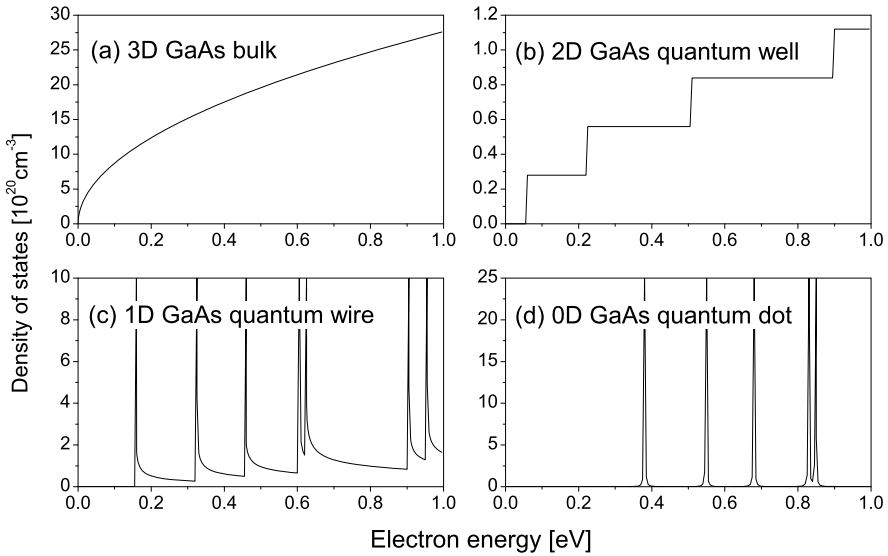 (a) 3D GaAs bulk
30
25
20
15
10
5
0
0.0 0.2 0.4 0.6 0.8 1.0
(b) 2D GaAs quantum well
1.2
1.0
0.8
0.6
0.4
0.2
0.0
0.0 0.2 0.4 0.6 0.8 1.0
Density of states [10²⁰cm⁻³]
(c) 1D GaAs quantum wire
10
8
6
4
2
0
0.0 0.2 0.4 0.6 0.8 1.0
(d) 0D GaAs quantum dot
25
20
15
10
5
0
0.0 0.2 0.4 0.6 0.8 1.0
Electron energy [eV]